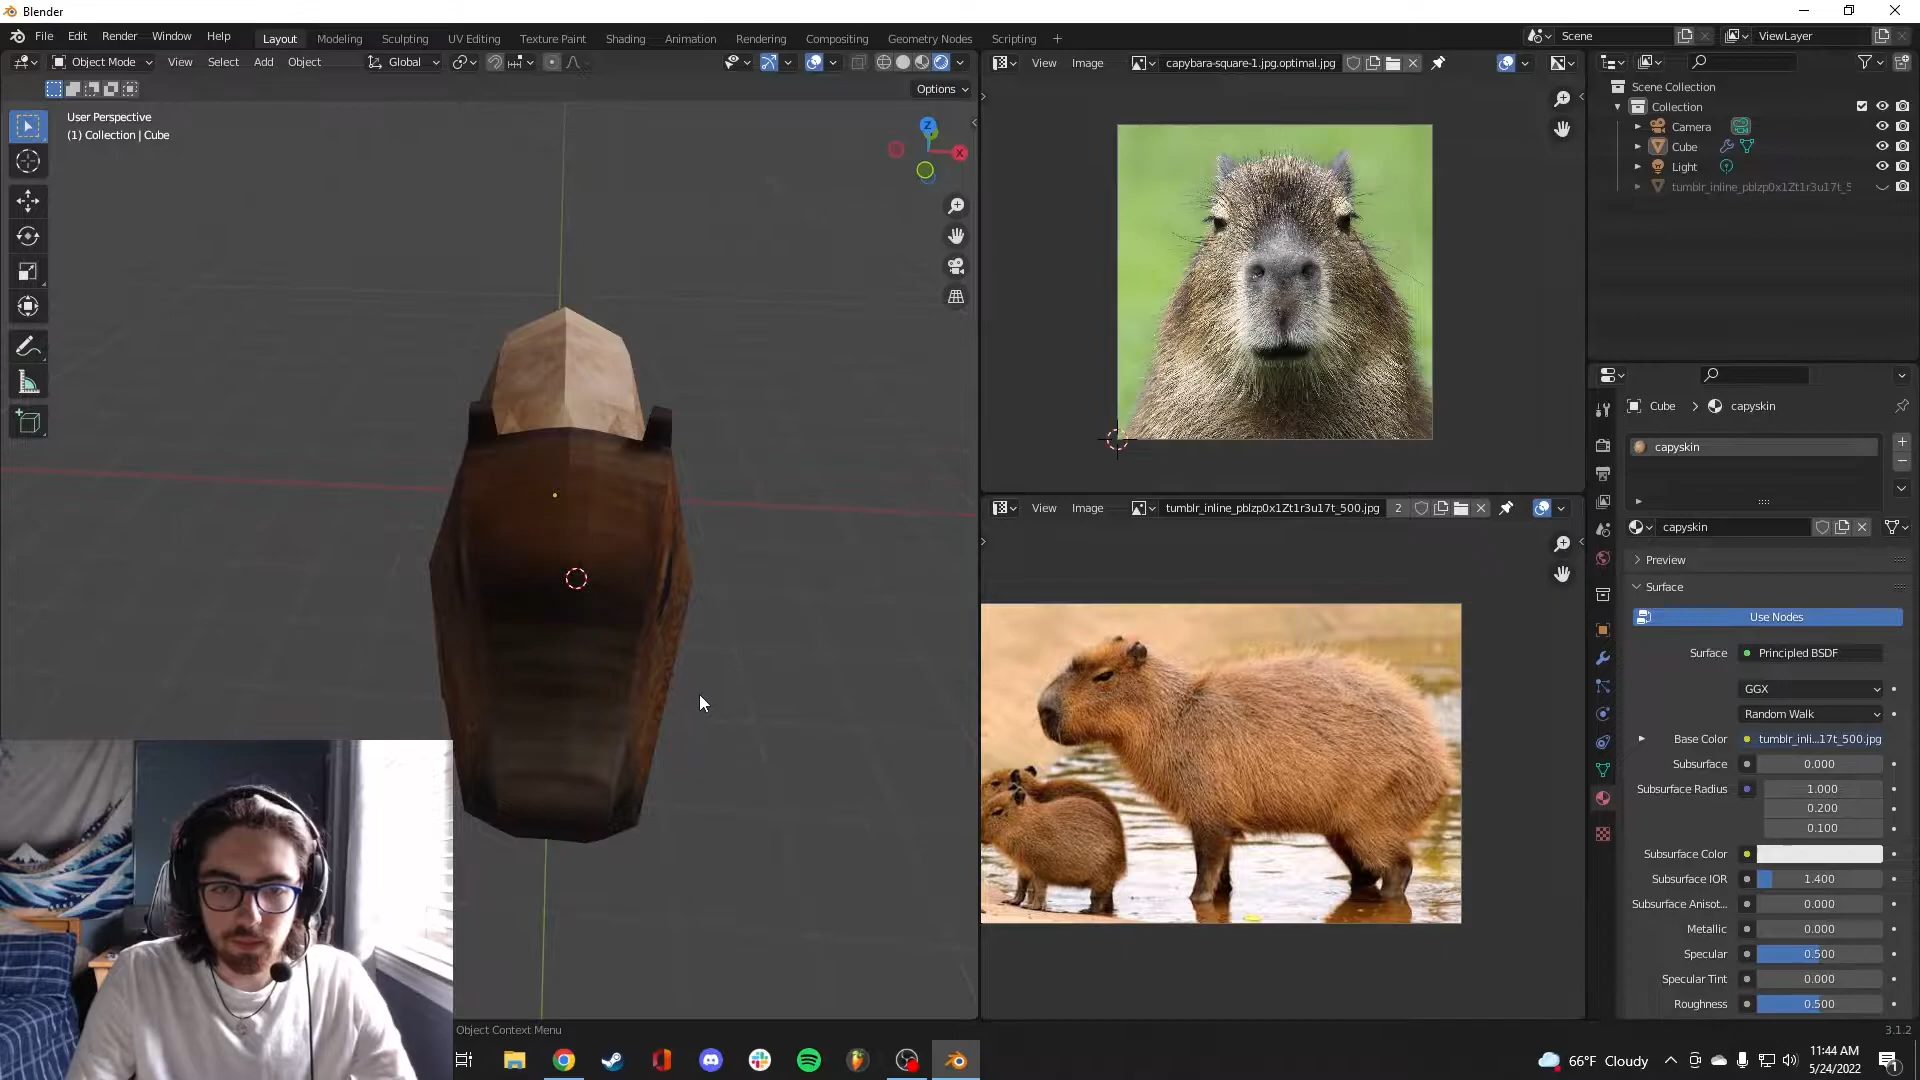 Blender
File Edit Render Window Help
Layout Modeling Sculpting UV Editing Texture Paint Shading Animation Rendering Compositing Geometry Nodes Scripting +
Scene
ViewLayer
Object Mode View Select Add Object
Global
Options
User Perspective
(1) Collection | Cube
Z
X
View Image capybara-square-1.jpg.optimal.jpg
View Image tumblr_inline_pblzp0x1Zt1r3u17t_500.jpg 2
Scene Collection
Collection
Camera
Cube
Light
tumblr_inline_pblzp0x1Zt1r3u17t_5
Cube > capyskin
capyskin
capyskin
Preview
Surface
Use Nodes
Surface Principled BSDF
GGX
Random Walk
Base Color tumblr_inli...17t_500.jpg
Subsurface 0.000
Subsurface Radius 1.000
0.200
0.100
Subsurface Color
Subsurface IOR 1.400
Subsurface Anisot... 0.000
Metallic 0.000
Specular 0.500
Specular Tint 0.000
Roughness 0.500
Object Context Menu
3.1.2
66°F Cloudy
11:44 AM
5/24/2022
1